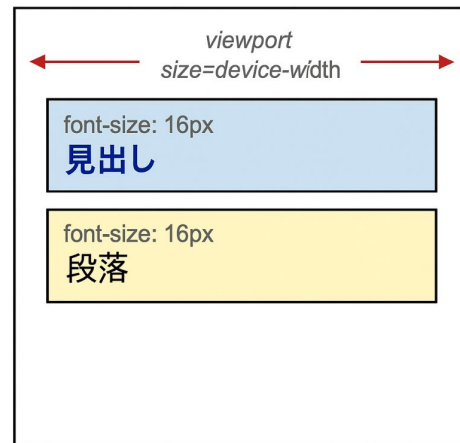 viewport
size=device-width
font-size: 16px
見出し
font-size: 16px
段落